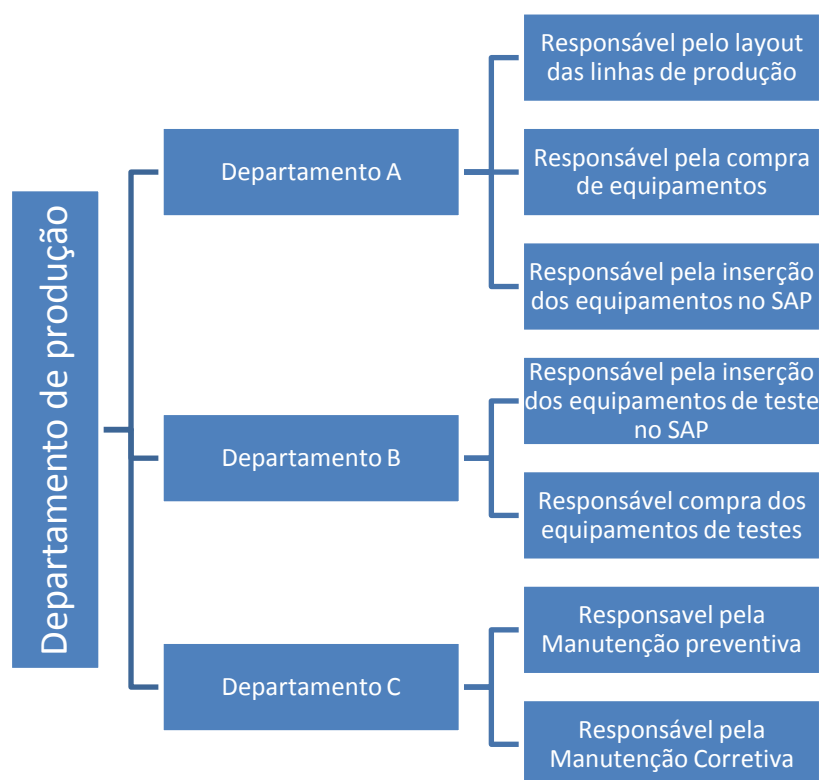 Departamento de produção
Departamento A
Responsável pelo layout
das linhas de produção
Responsável pela compra
de equipamentos
Responsável pela inserção
dos equipamentos no SAP
Departamento B
Responsável pela inserção
dos equipamentos de teste
no SAP
Responsável compra dos
equipamentos de testes
Departamento C
Responsavel pela
Manutenção preventiva
Responsável pela
Manutenção Corretiva